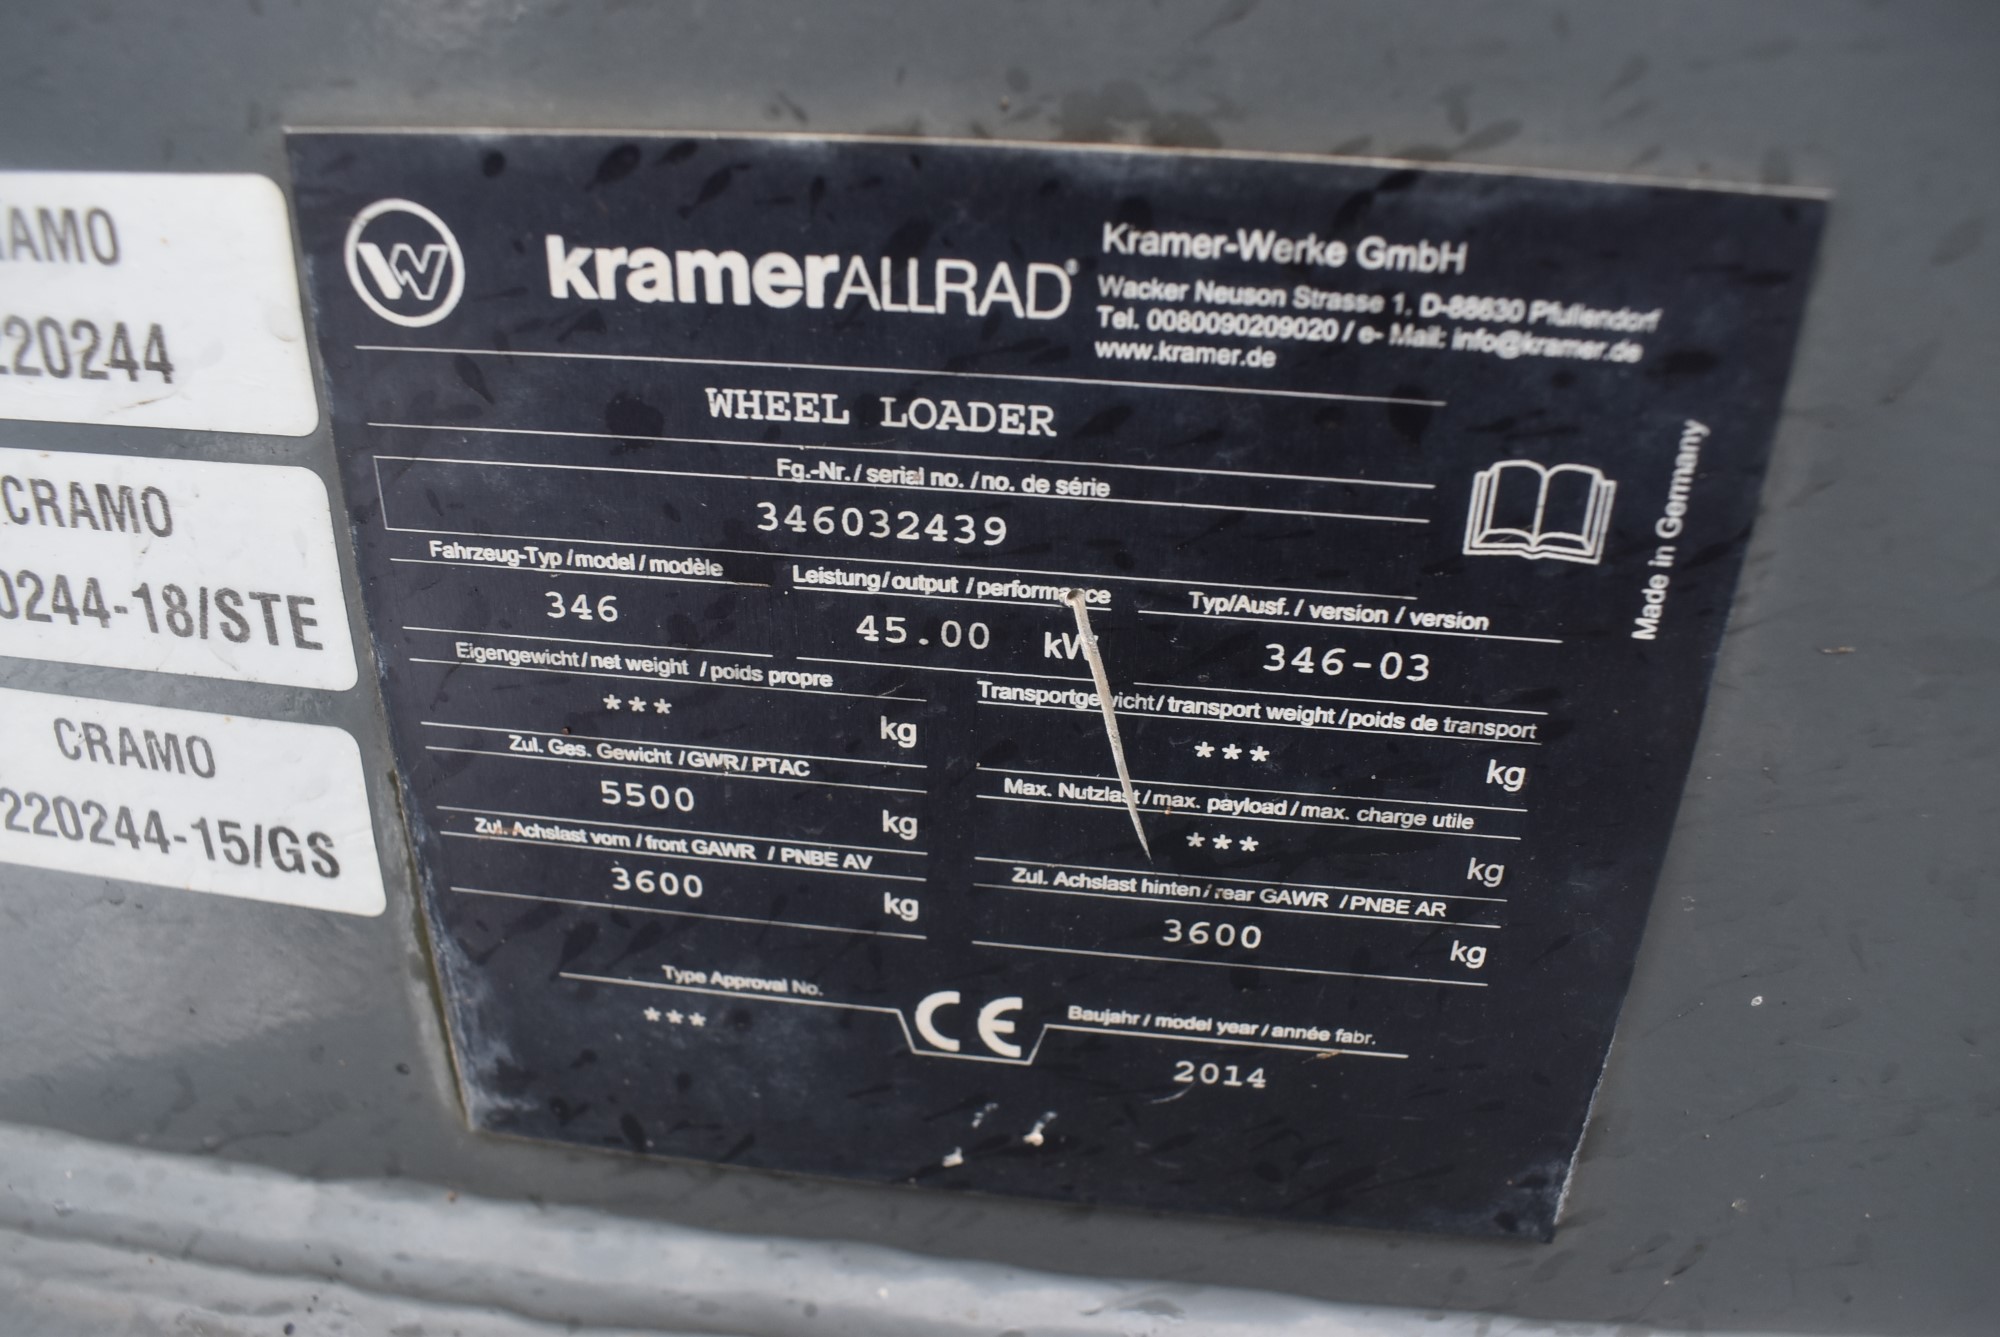 AMO
220244
CRAMO
0244-18/STE
CRAMO
220244-15/GS
W
kramerALLRAD®
Kramer-Werke GmbH
Wacker Neuson Strasse 1, D-88630 Pfullendorf
Tel. 0080090209020 / e- Mail: info@kramer.de
www.kramer.de
WHEEL LOADER
Fg.-Nr. / serial no. / no. de série
346032439
Made in Germany
Fahrzeug-Typ / model / modèle
346
Leistung / output / performance
45.00 kW
Typ/Ausf. / version / version
346-03
Eigengewicht / net weight / poids propre
*** kg
Transportgewicht / transport weight / poids de transport
*** kg
Zul. Ges. Gewicht / GWR / PTAC
5500 kg
Max. Nutzlast / max. payload / max. charge utile
*** kg
Zul. Achslast vorn / front GAWR / PNBE AV
3600 kg
Zul. Achslast hinten / rear GAWR / PNBE AR
3600 kg
Type Approval No.
***
CE
Baujahr / model year / année fabr.
2014